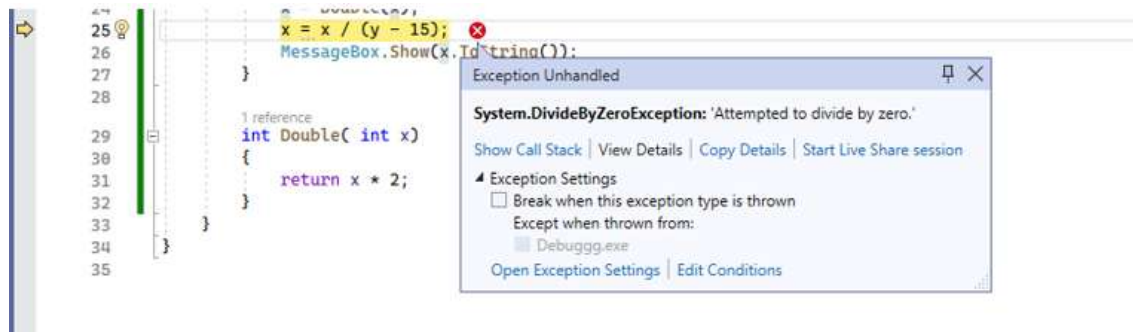 24 x = Double(x);
25 x = x / (y - 15);
26 MessageBox.Show(x.ToString());
27 }
28
1 reference
29 int Double( int x)
30 {
31 return x * 2;
32 }
33 }
34 }
35
Exception Unhandled
System.DivideByZeroException: 'Attempted to divide by zero.'
Show Call Stack | View Details | Copy Details | Start Live Share session
Exception Settings
Break when this exception type is thrown
Except when thrown from:
Debuggg.exe
Open Exception Settings | Edit Conditions